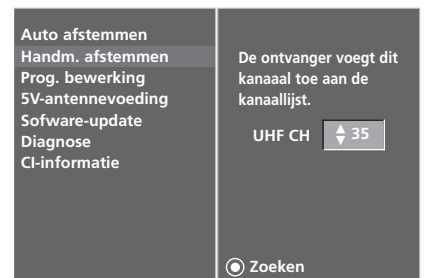 Auto afstemmen
Handm. afstemmen
Prog. bewerking
5V-antennevoeding
Sofware-update
Diagnose
CI-informatie
De ontvanger voegt dit
kanaaal toe aan de
kanaallijst.
UHF CH 35
Zoeken